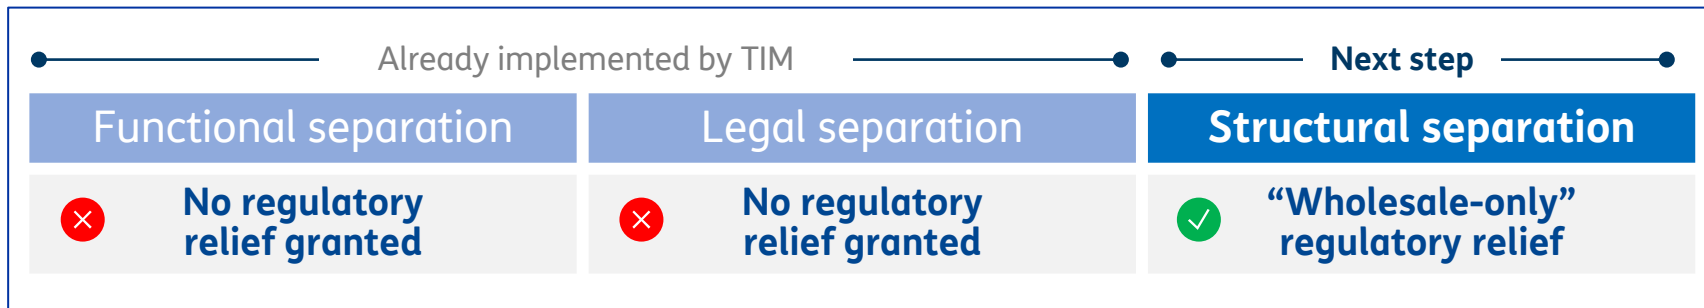 Already implemented by TIM
Next step
Functional separation
Legal separation
Structural separation
No regulatory
relief granted
No regulatory
relief granted
“Wholesale-only”
regulatory relief